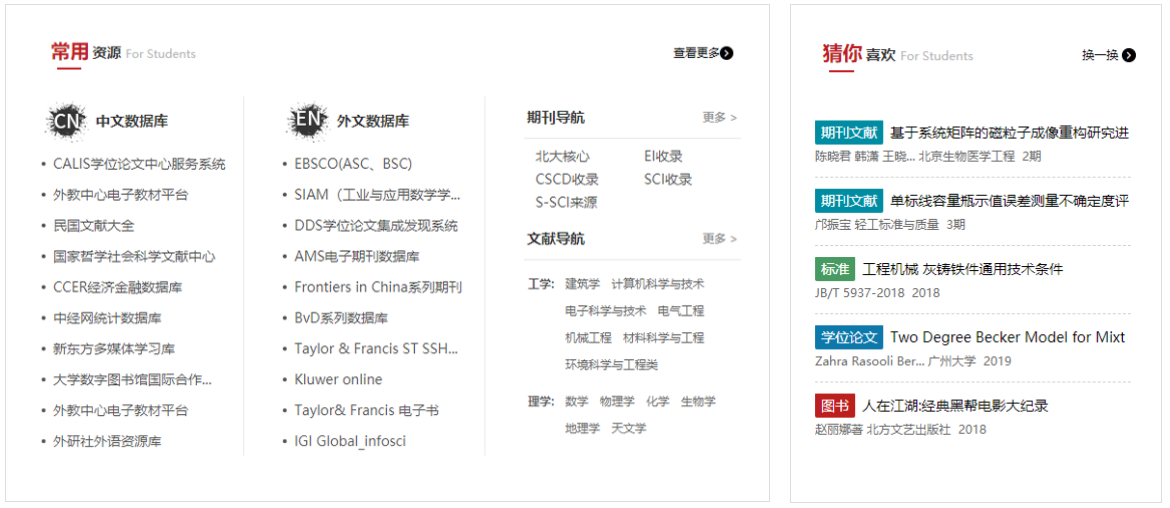 常用 资源 For Students
查看更多
CN 中文数据库
• CALIS学位论文中心服务系统
• 外教中心电子教材平台
• 民国文献大全
• 国家哲学社会科学文献中心
• CCER经济金融数据库
• 中经网统计数据库
• 新东方多媒体学习库
• 大学数字图书馆国际合作...
• 外教中心电子教材平台
• 外研社外语资源库
EN 外文数据库
• EBSCO(ASC、BSC)
• SIAM（工业与应用数学学...
• DDS学位论文集成发现系统
• AMS电子期刊数据库
• Frontiers in China系列期刊
• BvD系列数据库
• Taylor & Francis ST SSH...
• Kluwer online
• Taylor& Francis 电子书
• IGI Global_infosci
期刊导航 更多 >
北大核心 EI收录
CSCD收录 SCI收录
S-SCI来源
文献导航 更多 >
工学: 建筑学 计算机科学与技术
电子科学与技术 电气工程
机械工程 材料科学与工程
环境科学与工程类
理学: 数学 物理学 化学 生物学
地理学 天文学
猜你 喜欢 For Students
换一换
期刊文献 基于系统矩阵的磁粒子成像重构研究进
陈晓君 韩潇 王晓... 北京生物医学工程 2期
期刊文献 单标线容量瓶示值误差测量不确定度评
邝振宝 轻工标准与质量 3期
标准 工程机械 灰铸铁件通用技术条件
JB/T 5937-2018 2018
学位论文 Two Degree Becker Model for Mixt
Zahra Rasooli Ber... 广州大学 2019
图书 人在江湖:经典黑帮电影大纪录
赵丽娜著 北方文艺出版社 2018